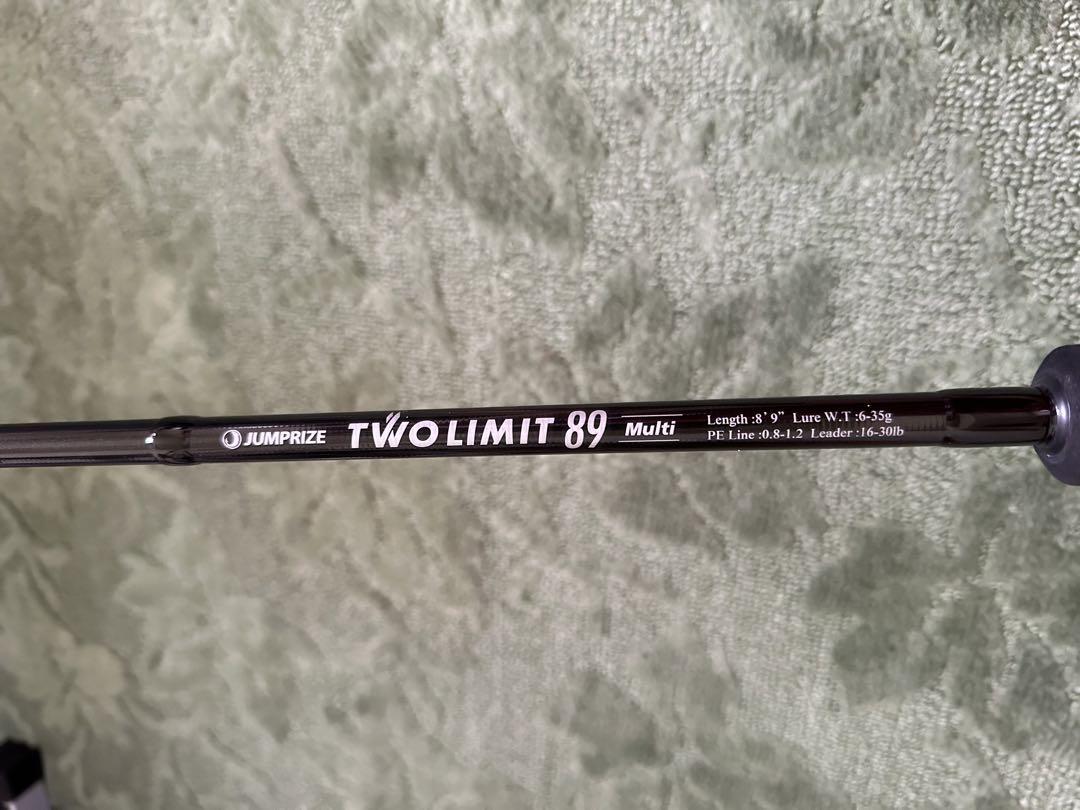 JUMPRIZE TWO LIMIT 89 Multi
Length :8’9” Lure W.T :6-35g
PE Line :0.8-1.2 Leader :16-30lb